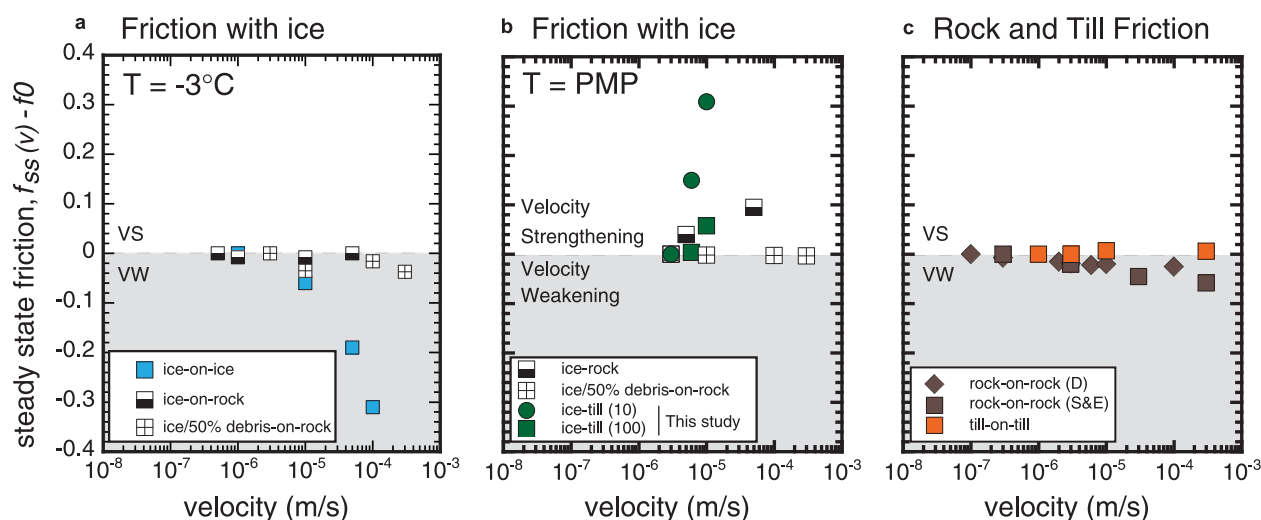 a Friction with ice
steady state friction, fss(v) - f0
0.4
0.3
0.2
0.1
0
-0.1
-0.2
-0.3
-0.4
T = -3°C
VS
VW
ice-on-ice
ice-on-rock
ice/50% debris-on-rock
10-8 10-7 10-6 10-5 10-4 10-3
velocity (m/s)
b Friction with ice
T = PMP
Velocity
Strengthening
Velocity
Weakening
ice-rock
ice/50% debris-on-rock
ice-till (10)
ice-till (100)
This study
10-8 10-7 10-6 10-5 10-4 10-3
velocity (m/s)
c Rock and Till Friction
VS
VW
rock-on-rock (D)
rock-on-rock (S&E)
till-on-till
10-8 10-7 10-6 10-5 10-4 10-3
velocity (m/s)